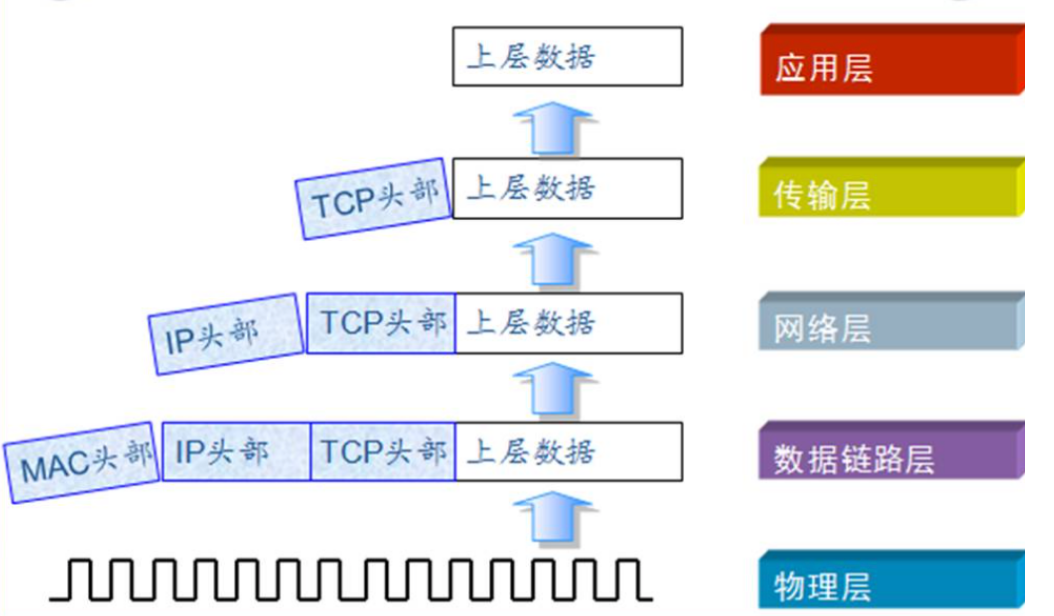 上层数据 应用层
TCP头部 上层数据 传输层
IP头部 TCP头部 上层数据 网络层
MAC头部 IP头部 TCP头部 上层数据 数据链路层
物理层